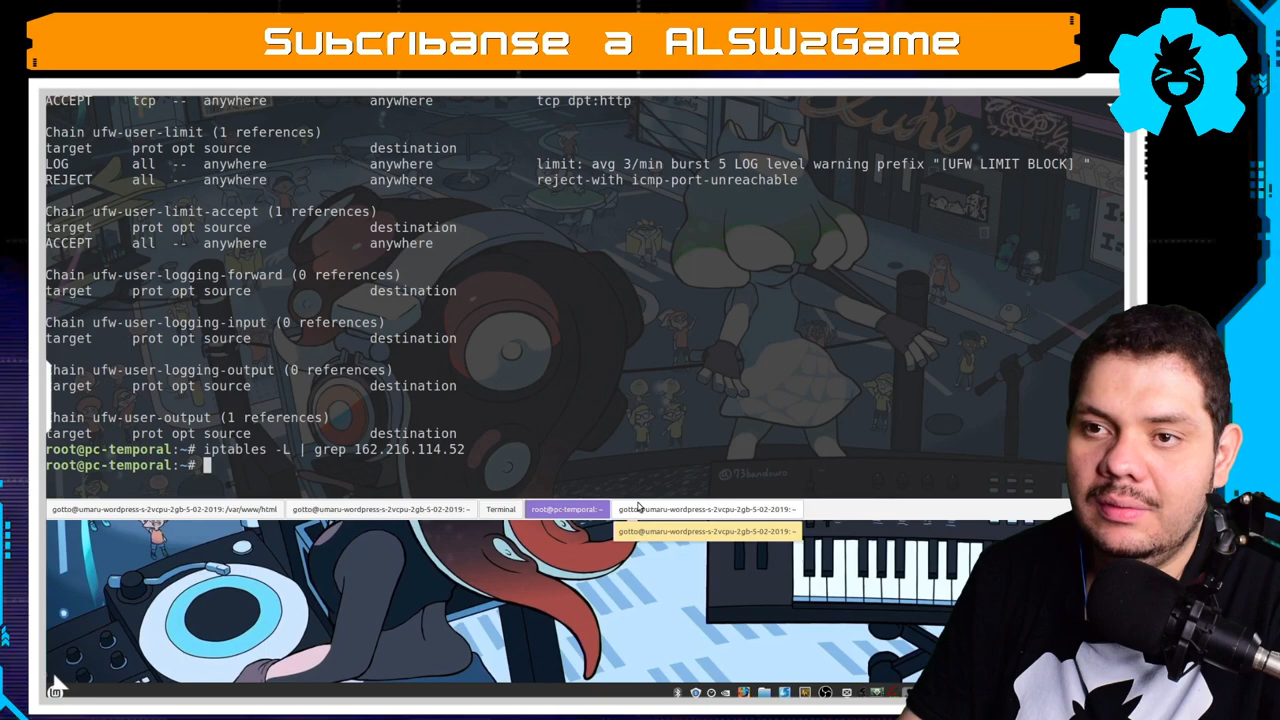 Subcribanse a ALSW2Game
ACCEPT tcp -- anywhere anywhere tcp dpt:http
Chain ufw-user-limit (1 references)
target prot opt source destination
LOG all -- anywhere anywhere limit: avg 3/min burst 5 LOG level warning prefix "[UFW LIMIT BLOCK] "
REJECT all -- anywhere anywhere reject-with icmp-port-unreachable
Chain ufw-user-limit-accept (1 references)
target prot opt source destination
ACCEPT all -- anywhere anywhere
Chain ufw-user-logging-forward (0 references)
target prot opt source destination
Chain ufw-user-logging-input (0 references)
target prot opt source destination
Chain ufw-user-logging-output (0 references)
target prot opt source destination
Chain ufw-user-output (1 references)
target prot opt source destination
root@pc-temporal:~# iptables -L | grep 162.216.114.52
root@pc-temporal:~#
@73bandsuro
gotto@umaru-wordpress-s-2vcpu-2gb-5-02-2019: /var/www/html gotto@umaru-wordpress-s-2vcpu-2gb-5-02-2019: ~ Terminal root@pc-temporal: ~ gotto@umaru-wordpress-s-2vcpu-2gb-5-02-2019: ~
gotto@umaru-wordpress-s-2vcpu-2gb-5-02-2019: ~